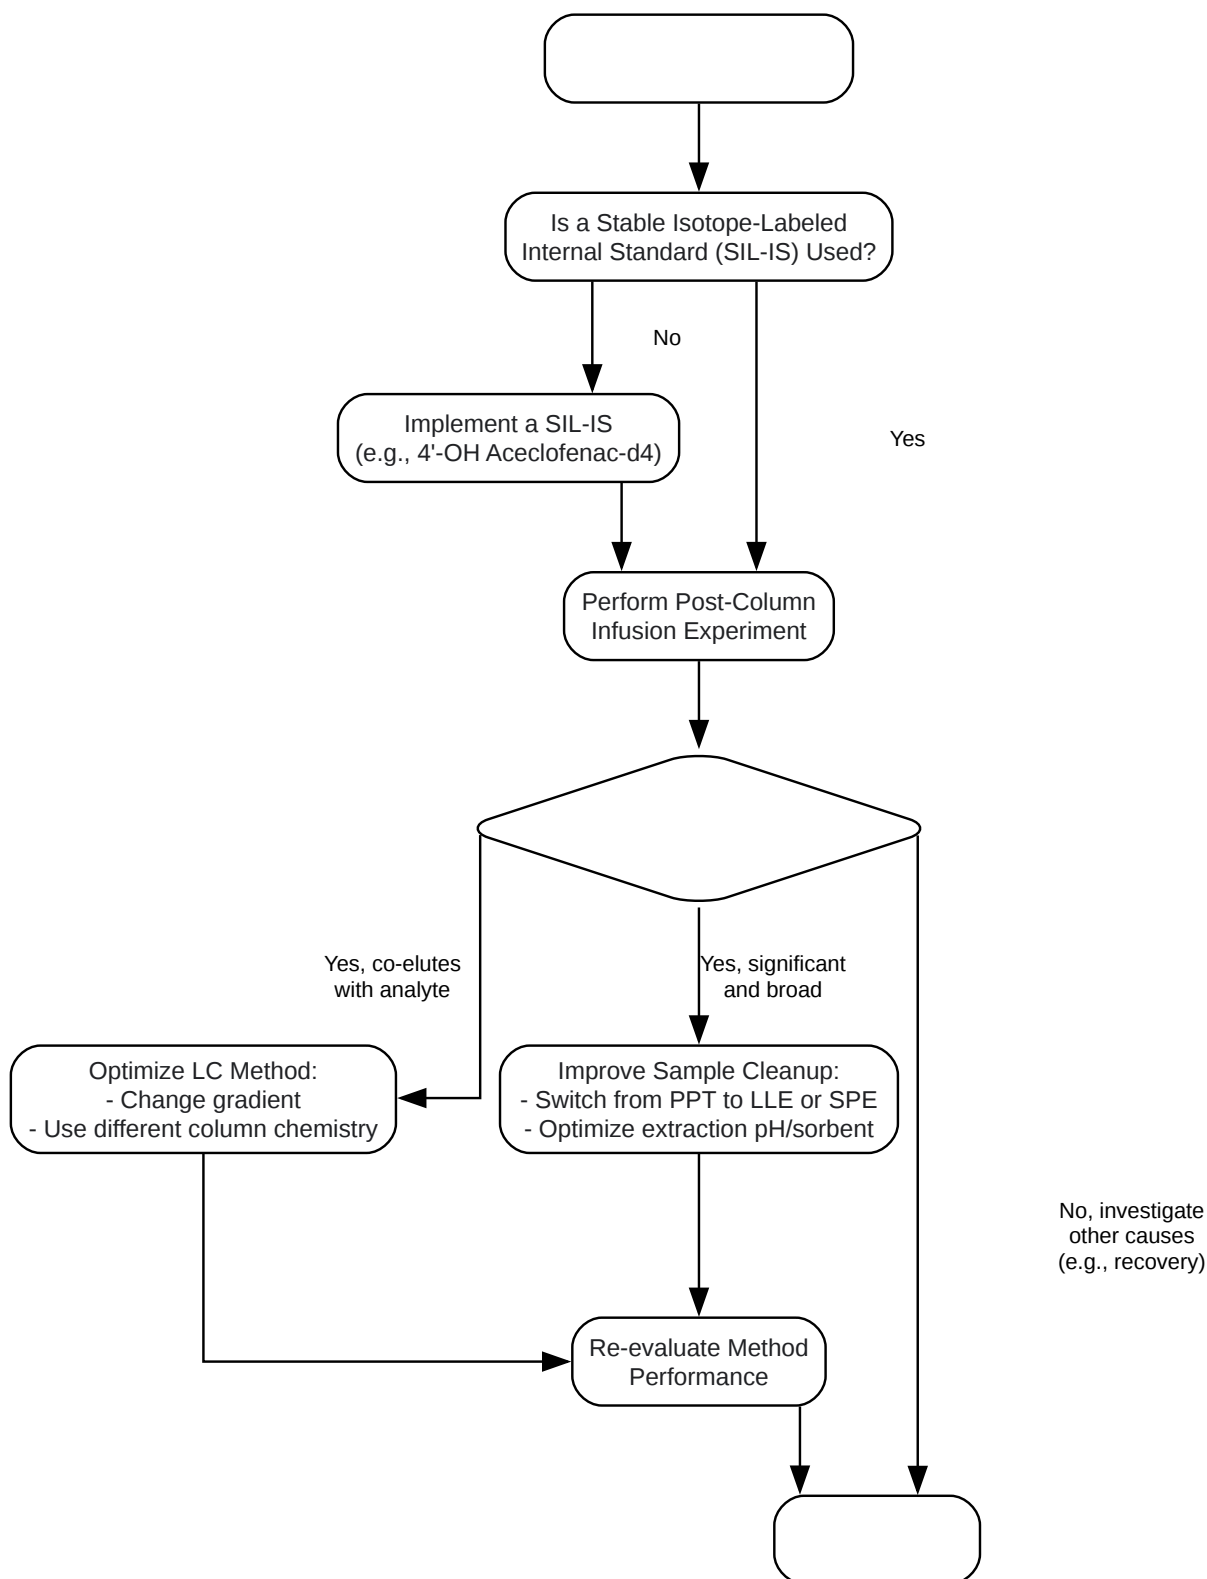 Is a Stable Isotope-Labeled
Internal Standard (SIL-IS) Used?
No
Implement a SIL-IS
(e.g., 4'-OH Aceclofenac-d4)
Yes
Perform Post-Column
Infusion Experiment
Yes, co-elutes
with analyte
Yes, significant
and broad
Optimize LC Method:
- Change gradient
- Use different column chemistry
Improve Sample Cleanup:
- Switch from PPT to LLE or SPE
- Optimize extraction pH/sorbent
No, investigate
other causes
(e.g., recovery)
Re-evaluate Method
Performance